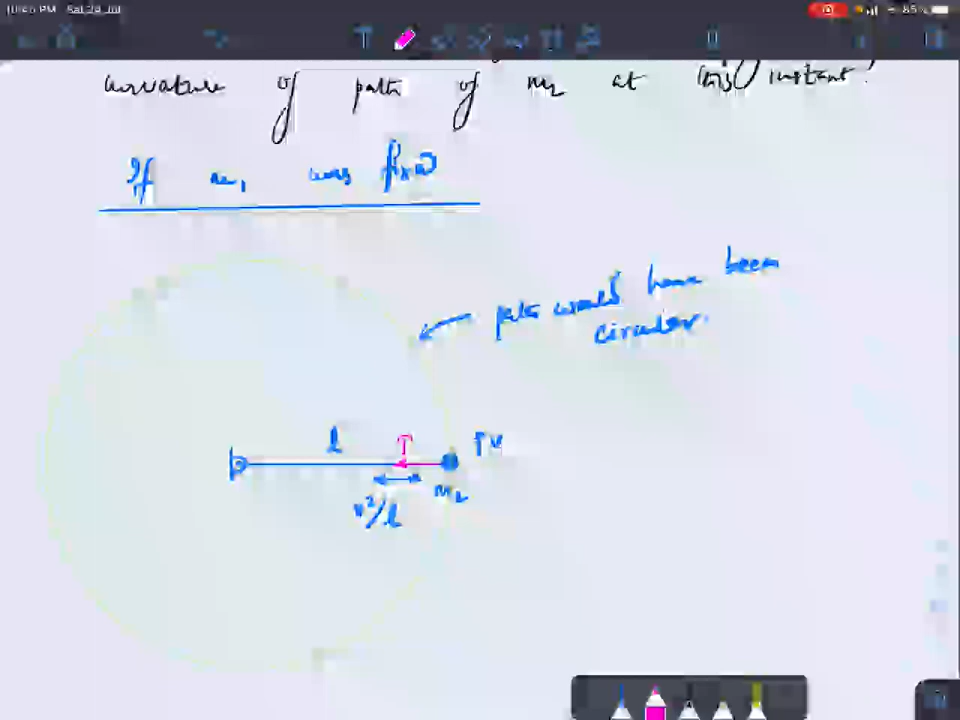 curvature of path of m2 at this instant?
If m1 was fixed
path would have been
circular.
l T ↑v
m2
v²/l